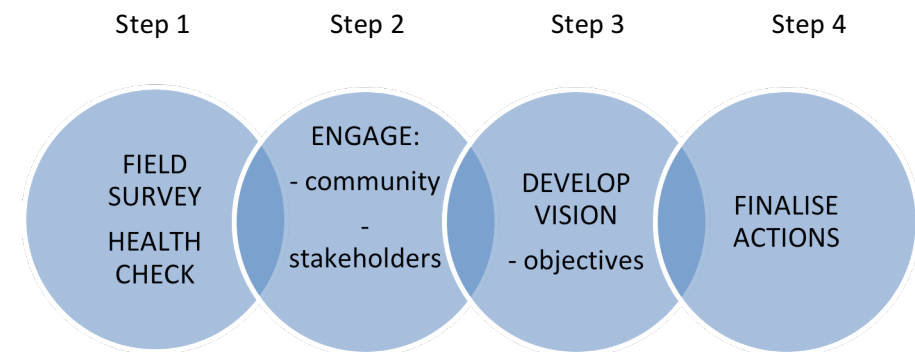 Step 1
Step 2
Step 3
Step 4
FIELD
SURVEY
HEALTH
CHECK
ENGAGE:
- community
-
stakeholders
DEVELOP
VISION
- objectives
FINALISE
ACTIONS